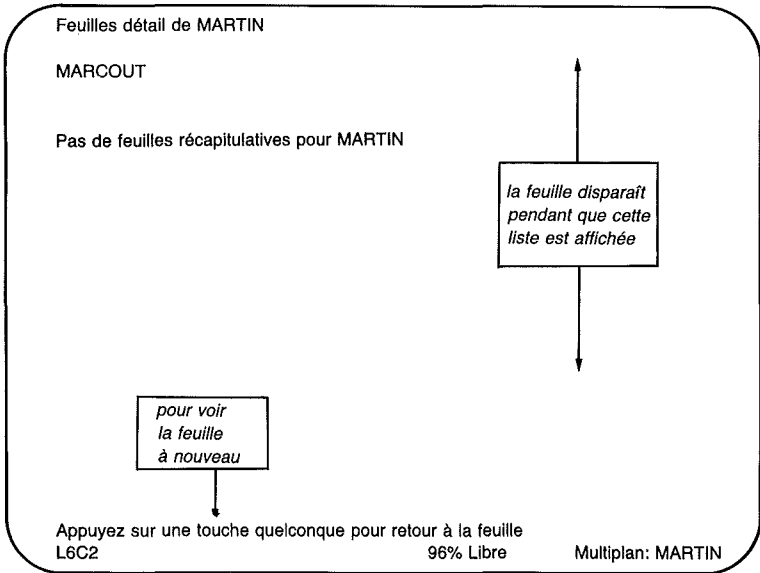 Feuilles détail de MARTIN
MARCOUT
Pas de feuilles récapitulatives pour MARTIN
la feuille disparaît
pendant que cette
liste est affichée
pour voir
la feuille
à nouveau
Appuyez sur une touche quelconque pour retour à la feuille
L6C2 96% Libre Multiplan: MARTIN